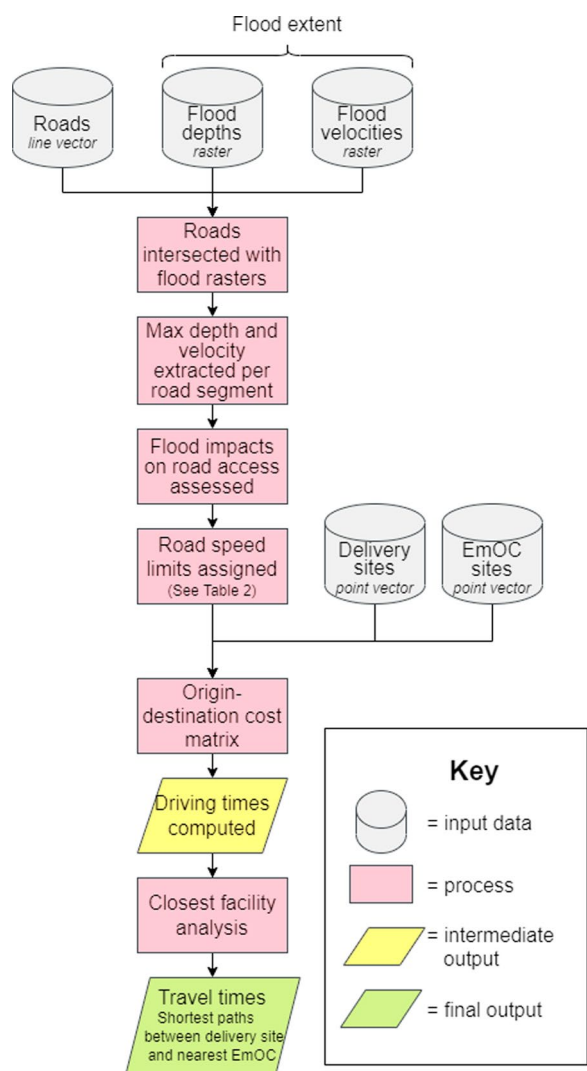 Flood extent
Roads
line vector
Flood
depths
raster
Flood
velocities
raster
Roads
intersected with
flood rasters
Max depth and
velocity
extracted per
road segment
Flood impacts
on road access
assessed
Road speed
limits assigned
(See Table 2)
Delivery
sites
point vector
EmOC
sites
point vector
Origin-
destination cost
matrix
Driving times
computed
Closest facility
analysis
Travel times
Shortest paths
between delivery site
and nearest EmOC
Key
= input data
= process
= intermediate
output
= final output